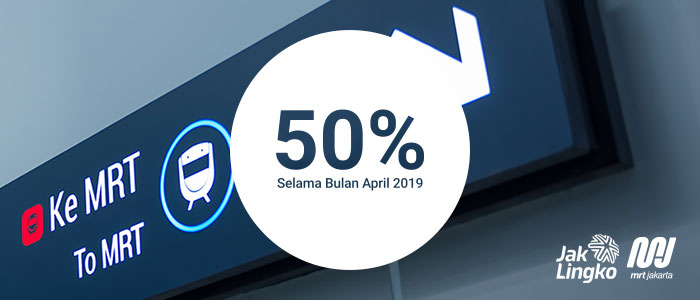 Ke MRT
To MRT
50%
Selama Bulan April 2019
Jak
Lingko
mrt jakarta